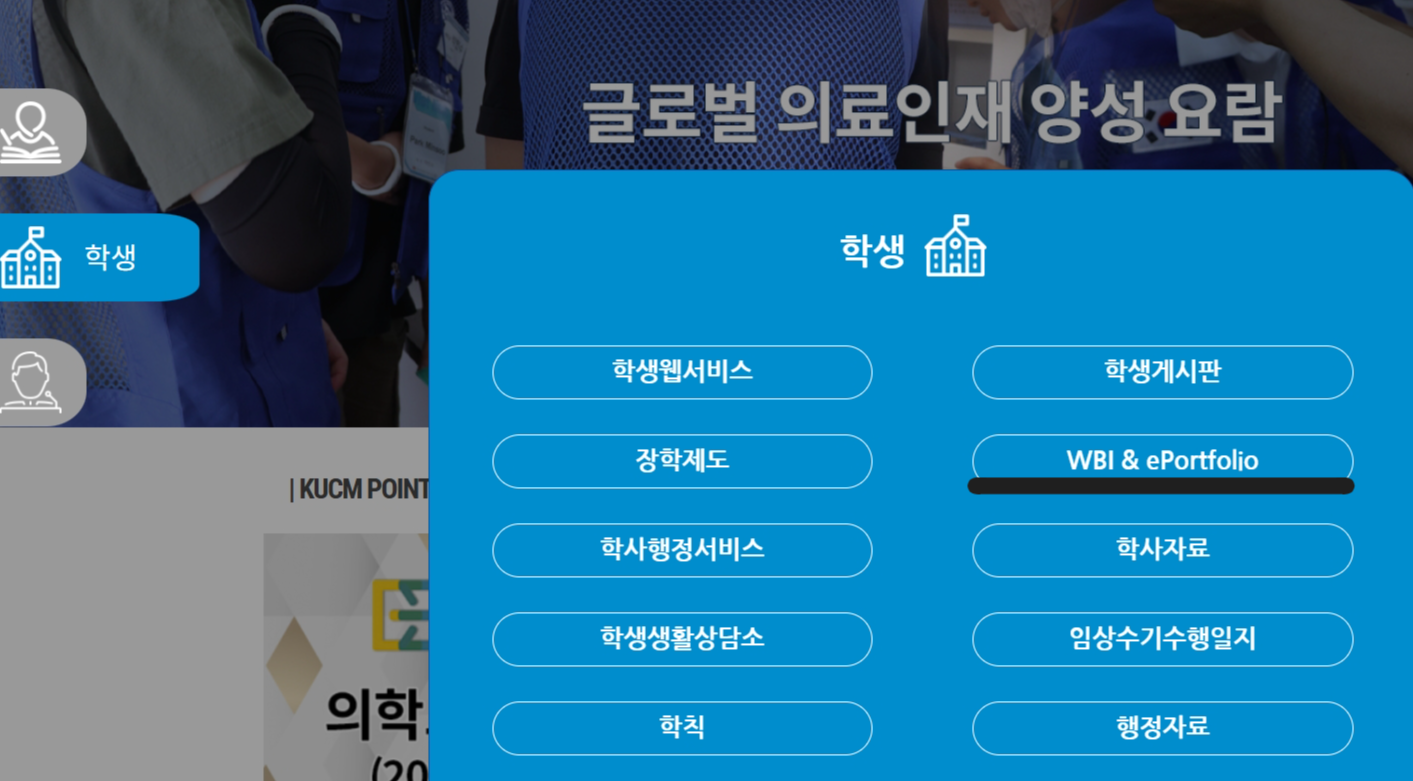 글로벌 의료인재 양성 요람
학생
학생
학생웹서비스
학생게시판
장학제도
WBI & ePortfolio
학사행정서비스
학사자료
학생생활상담소
임상수기수행일지
학칙
행정자료
| KUCM POINT
의학
(20